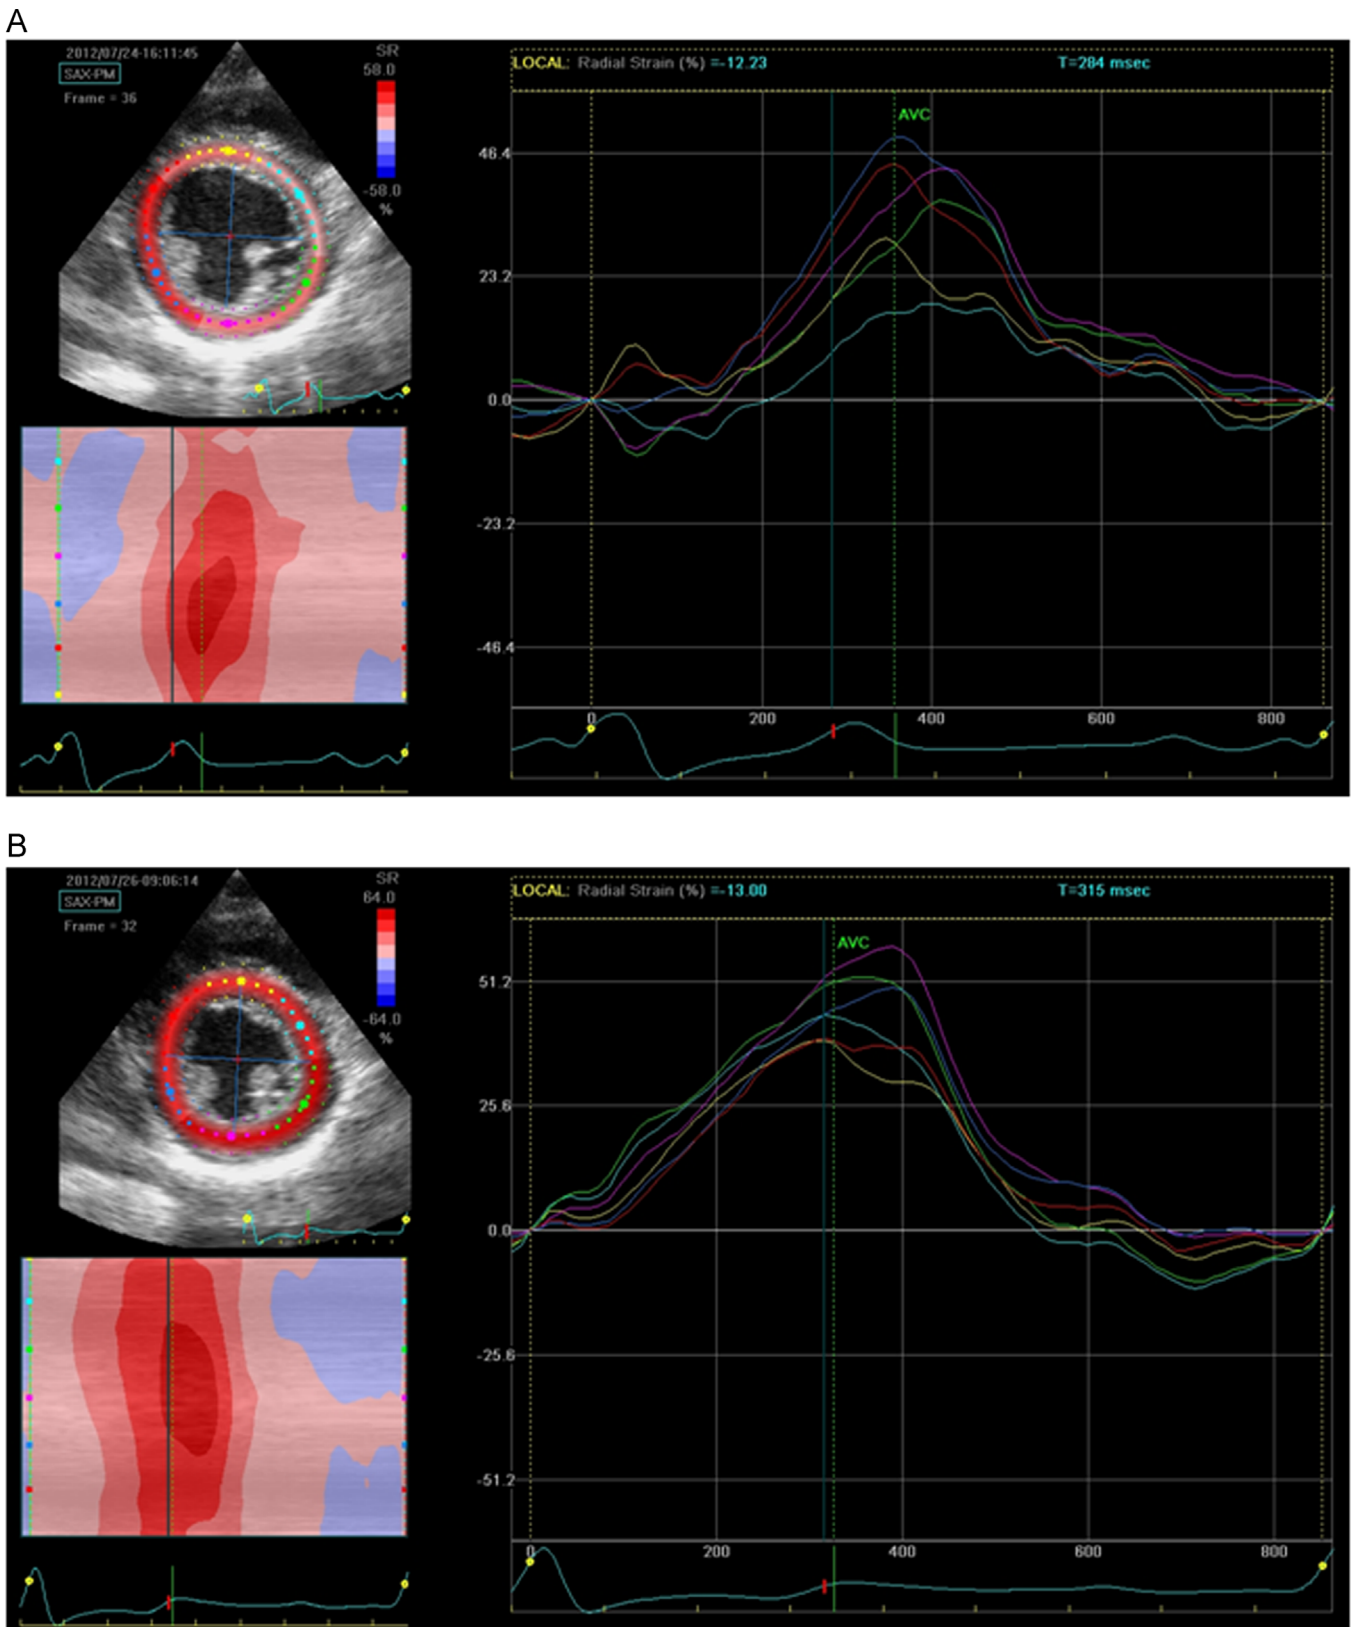 A
2012/07/24-16:11:45
SAX-PM
Frame = 36
SR
58.0
-58.0
%
LOCAL: Radial Strain (%) =-12.23 T=284 msec
AVC
46.4
23.2
0.0
-23.2
-46.4
0 200 400 600 800
B
2012/07/26-09:06:14
SAX-PM
Frame = 32
SR
64.0
-64.0
%
LOCAL: Radial Strain (%) =-13.00 T=315 msec
AVC
51.2
25.6
0.0
-25.6
-51.2
0 200 400 600 800